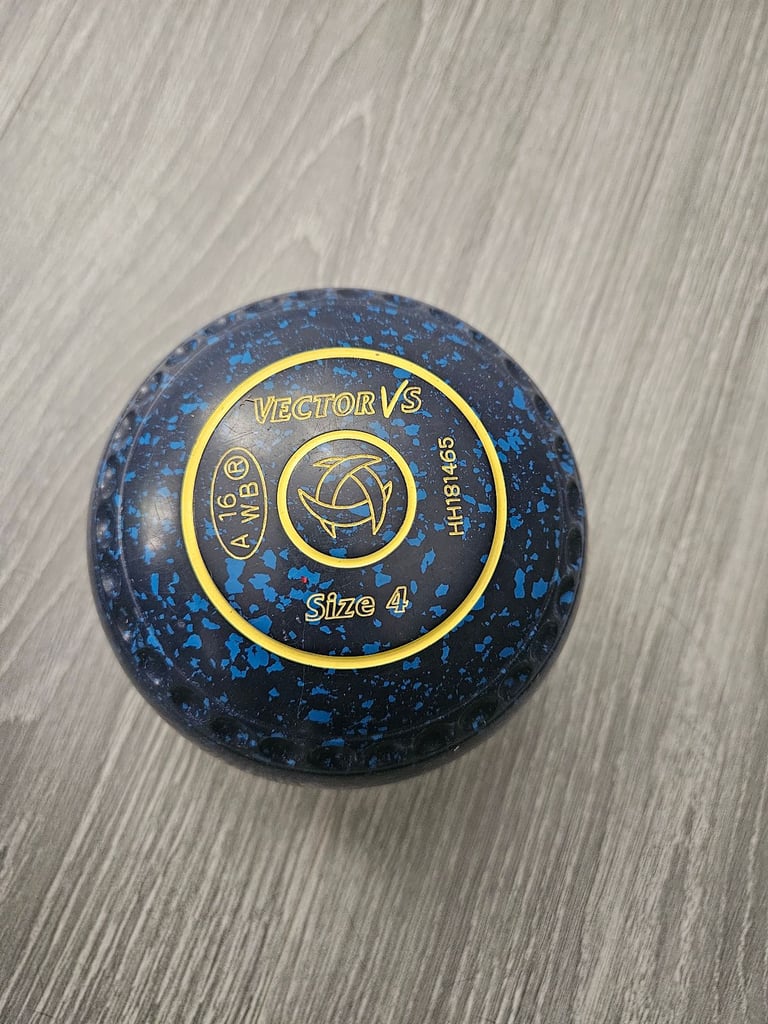 VECTOR VS
16
A WB R
HH181465
Size 4